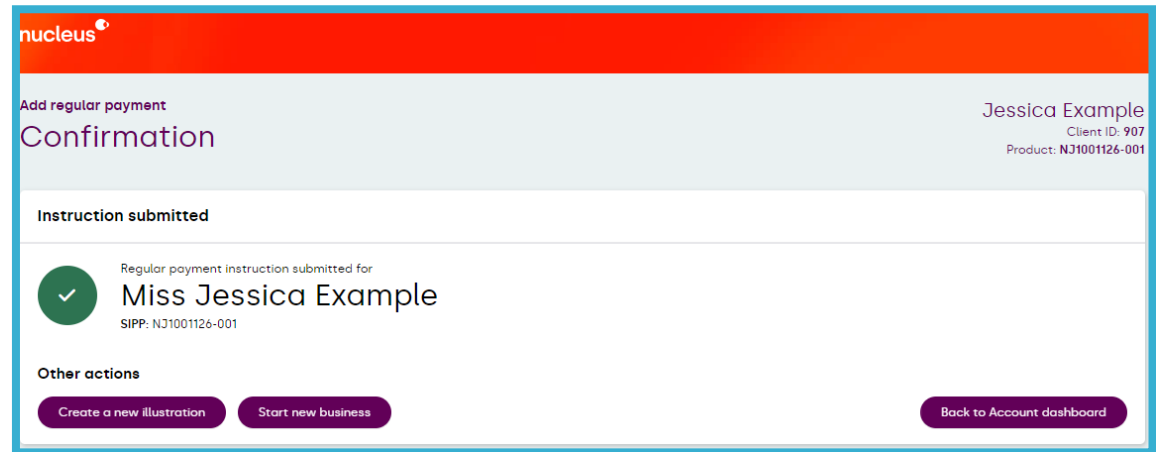 nucleus
Add regular payment
Confirmation
Jessica Example
Client ID: 907
Product: NJ1001126-001
Instruction submitted
Regular payment instruction submitted for
Miss Jessica Example
SIPP: NJ1001126-001
Other actions
Create a new illustration
Start new business
Back to Account dashboard